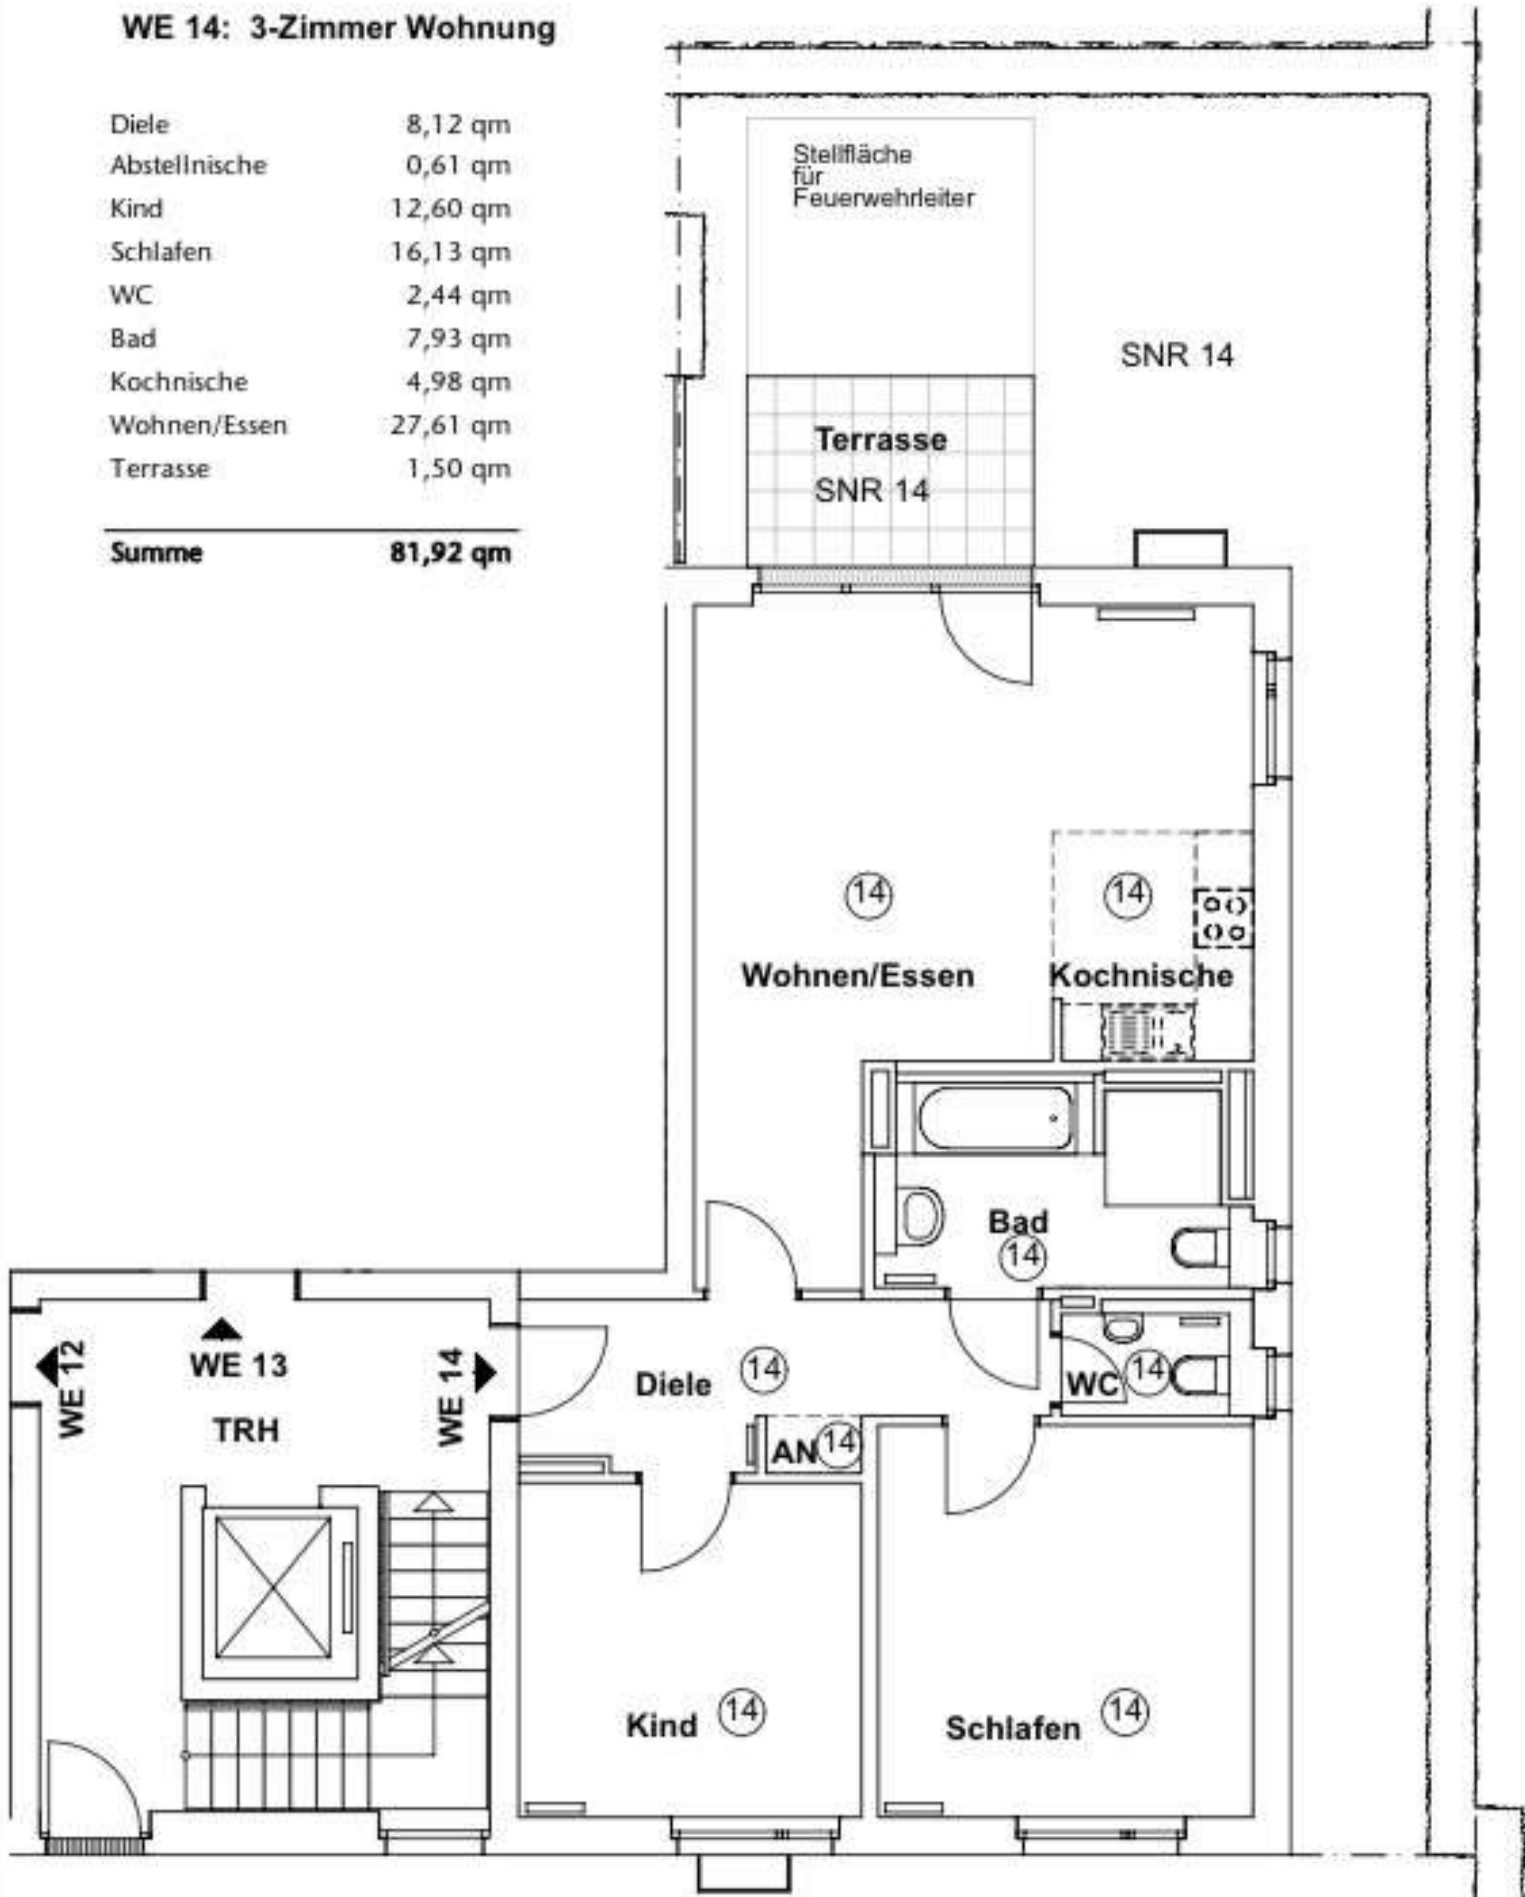 WE 14: 3-Zimmer Wohnung
Diele 8,12 qm
Abstellnische 0,61 qm
Kind 12,60 qm
Schlafen 16,13 qm
WC 2,44 qm
Bad 7,93 qm
Kochnische 4,98 qm
Wohnen/Essen 27,61 qm
Terrasse 1,50 qm
Summe 81,92 qm
Stellfläche
für
Feuerwehrleiter
SNR 14
Terrasse
SNR 14
14
14
Wohnen/Essen
Kochnische
Bad
14
WE 12
WE 13
TRH
WE 14
Diele
14
WC
14
AN
14
Kind
14
Schlafen
14